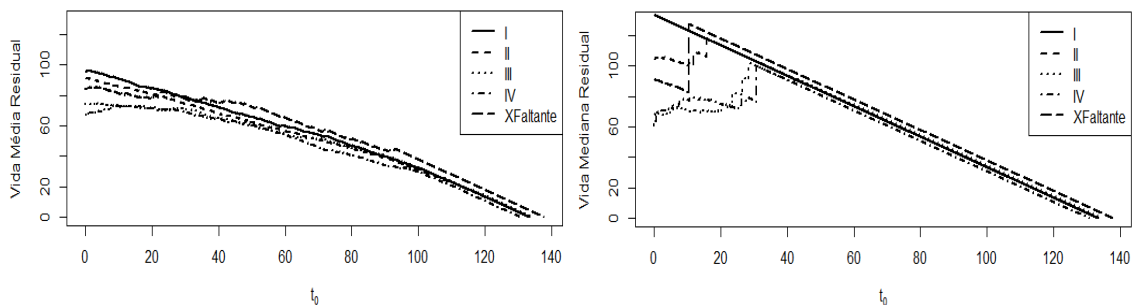 Vida Média Residual
0 20 60 100
I
II
III
IV
XFaltante
0 20 40 60 80 100 120 140
t0
Vida Mediana Residual
0 20 60 100
I
II
III
IV
XFaltante
0 20 40 60 80 100 120 140
t0